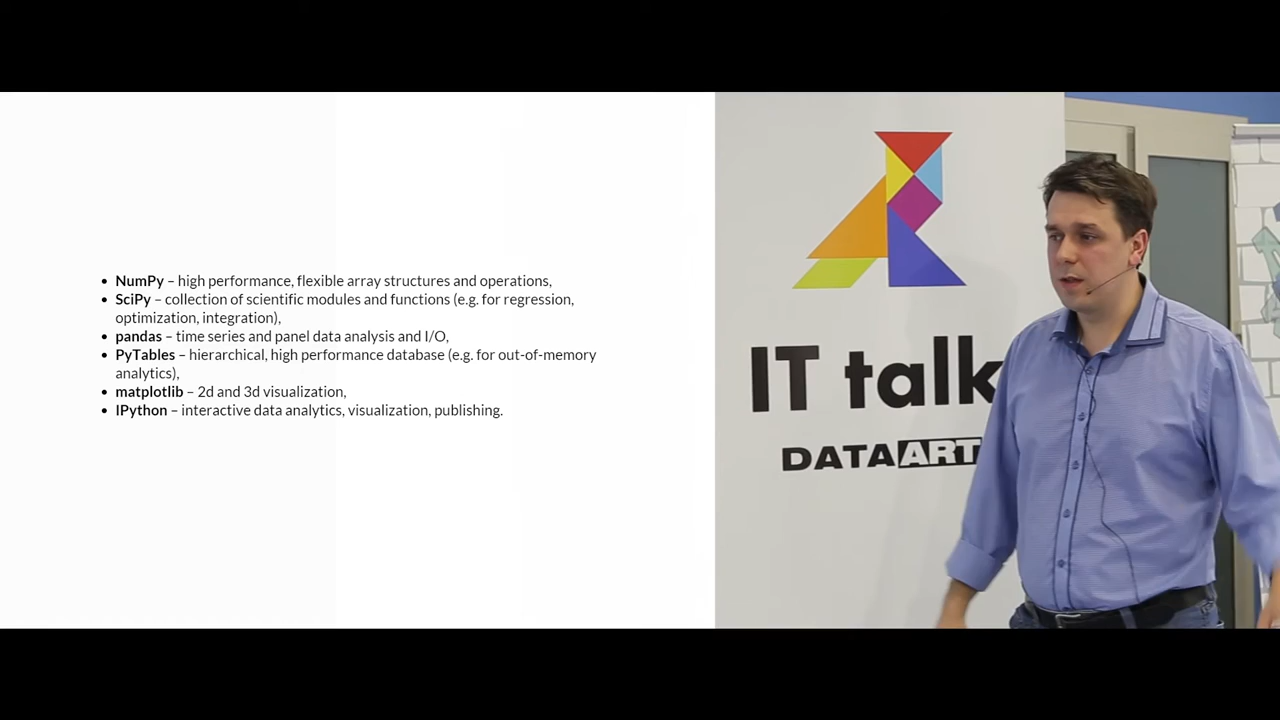 • NumPy – high performance, flexible array structures and operations,
• SciPy – collection of scientific modules and functions (e.g. for regression,
optimization, integration),
• pandas – time series and panel data analysis and I/O,
• PyTables – hierarchical, high performance database (e.g. for out-of-memory
analytics),
• matplotlib – 2d and 3d visualization,
• IPython – interactive data analytics, visualization, publishing.
IT talk
DATAART